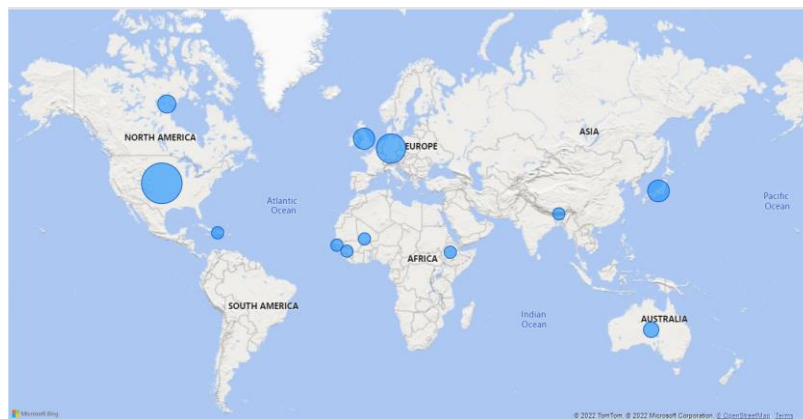 NORTH AMERICA
EUROPE
ASIA
Atlantic
Ocean
Pacific
Ocean
AFRICA
SOUTH AMERICA
Indian
Ocean
AUSTRALIA
Microsoft Bing
© 2022 TomTom, © 2022 Microsoft Corporation, © OpenStreetMap Terms